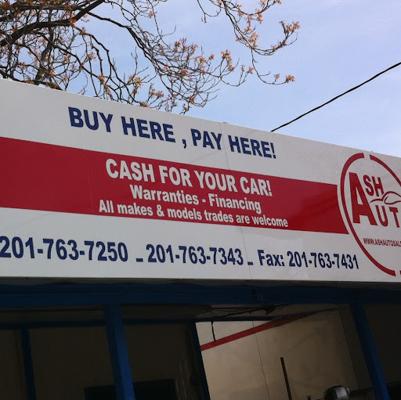 BUY HERE , PAY HERE!
CASH FOR YOUR CAR!
Warranties - Financing
All makes & models trades are welcome
201-763-7250 - 201-763-7343 - Fax: 201-763-7431
ASH
AUT